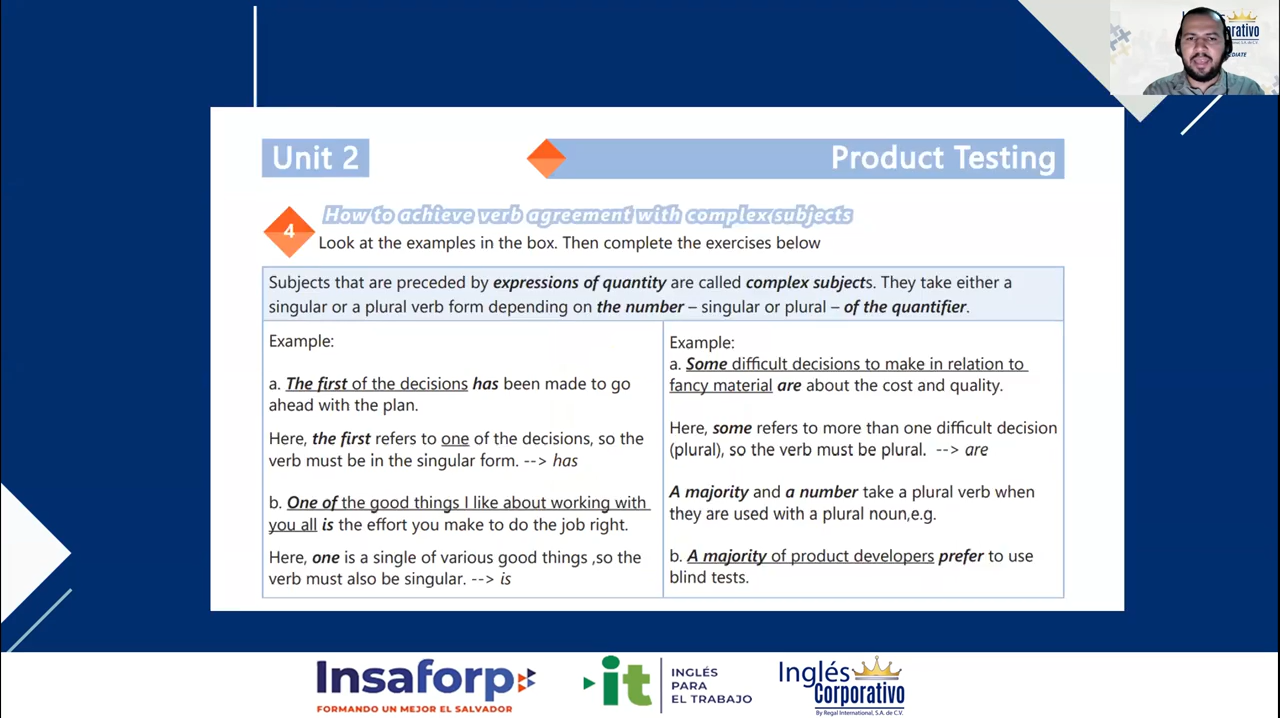 Unit 2
Product Testing
4
How to achieve verb agreement with complex subjects
Look at the examples in the box. Then complete the exercises below
Subjects that are preceded by expressions of quantity are called complex subjects. They take either a
singular or a plural verb form depending on the number – singular or plural – of the quantifier.
Example:
a. The first of the decisions has been made to go
ahead with the plan.
Here, the first refers to one of the decisions, so the
verb must be in the singular form. --> has
b. One of the good things I like about working with
you all is the effort you make to do the job right.
Here, one is a single of various good things ,so the
verb must also be singular. --> is
Example:
a. Some difficult decisions to make in relation to
fancy material are about the cost and quality.
Here, some refers to more than one difficult decision
(plural), so the verb must be plural. --> are
A majority and a number take a plural verb when
they are used with a plural noun,e.g.
b. A majority of product developers prefer to use
blind tests.
Insaforp
FORMANDO UN MEJOR EL SALVADOR
it
INGLÉS
PARA
EL TRABAJO
Inglés
Corporativo
By Regal International, S.A. de C.V.